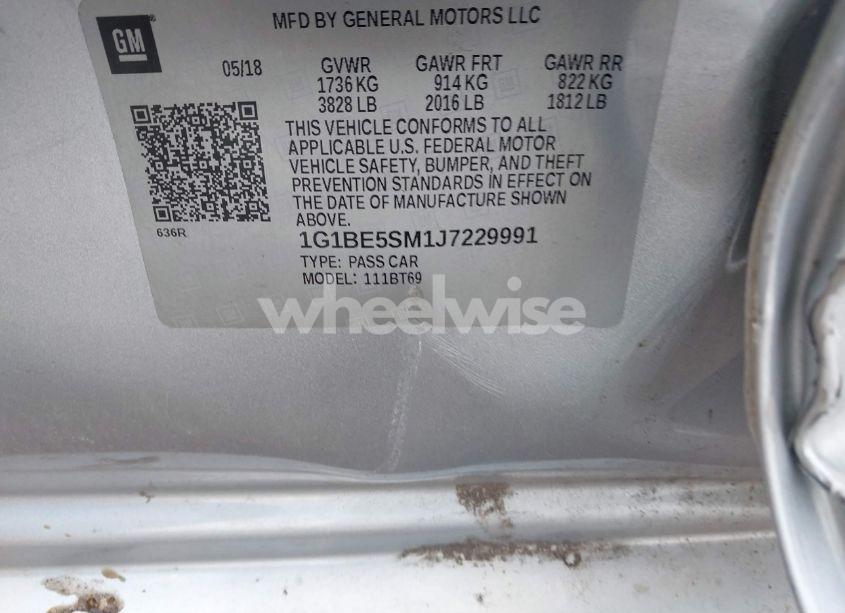 MFD BY GENERAL MOTORS LLC
GM
05/18 GVWR GAWR FRT GAWR RR
1736 KG 914 KG 822 KG
3828 LB 2016 LB 1812 LB
THIS VEHICLE CONFORMS TO ALL
APPLICABLE U.S. FEDERAL MOTOR
VEHICLE SAFETY, BUMPER, AND THEFT
PREVENTION STANDARDS IN EFFECT ON
THE DATE OF MANUFACTURE SHOWN
ABOVE.
636R
1G1BE5SM1J7229991
TYPE: PASS CAR
MODEL: 111BT69
wheelwise